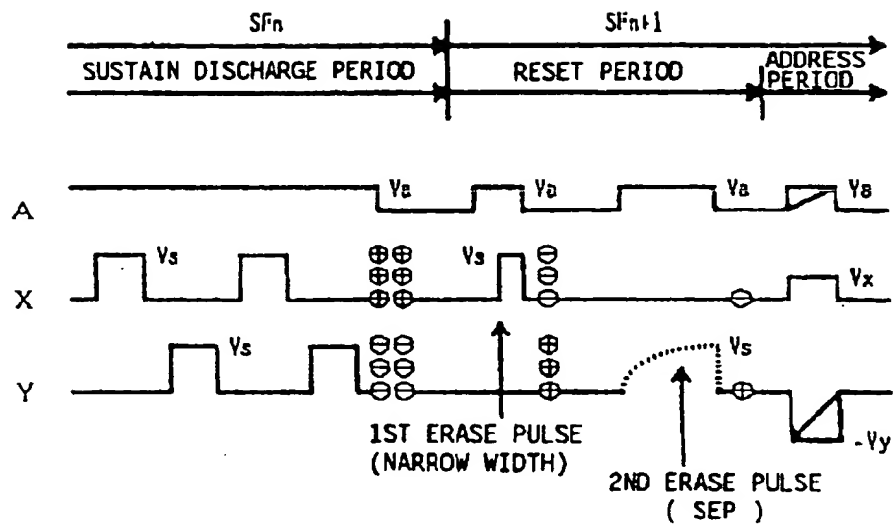 SFn SFn+1
SUSTAIN DISCHARGE PERIOD RESET PERIOD ADDRESS PERIOD
A Va Va Va Va
X Vs Vs Vx
Y Vs Vs -Vy
1ST ERASE PULSE
(NARROW WIDTH)
2ND ERASE PULSE
( SEP )